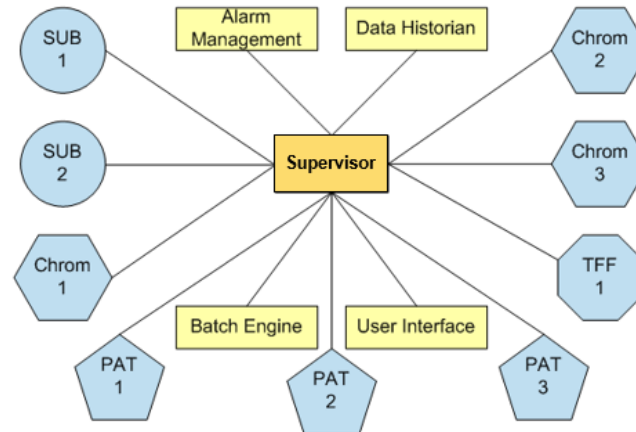 SUB
1
Alarm
Management
Data Historian
Chrom
2
SUB
2
Supervisor
Chrom
3
Chrom
1
TFF
1
Batch Engine
User Interface
PAT
1
PAT
2
PAT
3